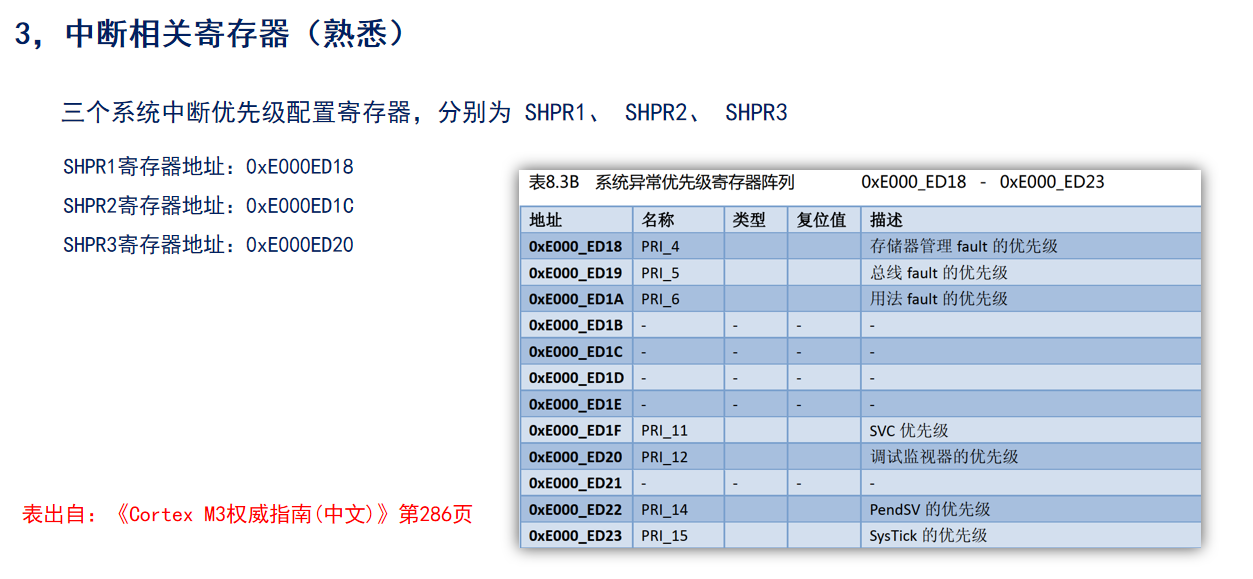 3，中断相关寄存器（熟悉）
三个系统中断优先级配置寄存器，分别为 SHPR1、 SHPR2、 SHPR3
SHPR1寄存器地址：0xE000ED18
SHPR2寄存器地址：0xE000ED1C
SHPR3寄存器地址：0xE000ED20
表8.3B 系统异常优先级寄存器阵列 0xE000_ED18 - 0xE000_ED23
地址 名称 类型 复位值 描述
0xE000_ED18 PRI_4 存储器管理 fault 的优先级
0xE000_ED19 PRI_5 总线 fault 的优先级
0xE000_ED1A PRI_6 用法 fault 的优先级
0xE000_ED1B - - - -
0xE000_ED1C - - - -
0xE000_ED1D - - - -
0xE000_ED1E - - - -
0xE000_ED1F PRI_11 SVC 优先级
0xE000_ED20 PRI_12 调试监视器的优先级
0xE000_ED21 - - - -
0xE000_ED22 PRI_14 PendSV 的优先级
0xE000_ED23 PRI_15 SysTick 的优先级
表出自：《Cortex M3权威指南(中文)》第286页